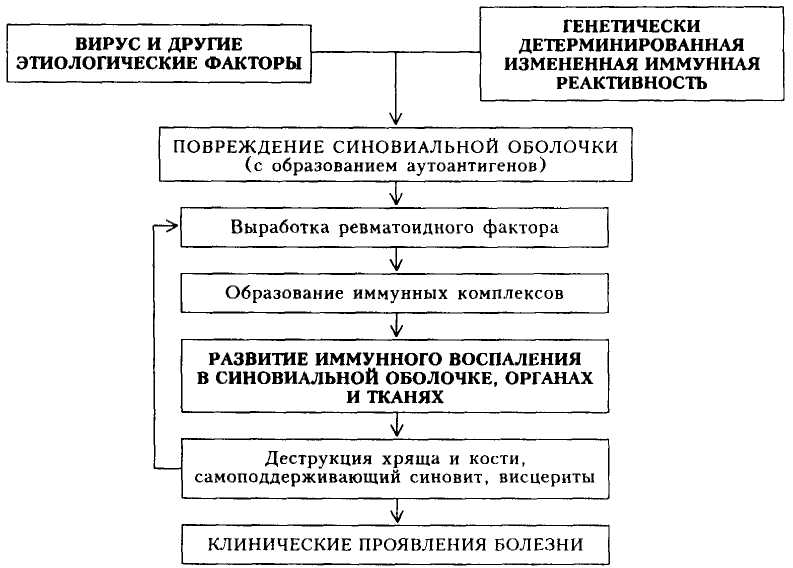 ВИРУС И ДРУГИЕ
ЭТИОЛОГИЧЕСКИЕ ФАКТОРЫ
ГЕНЕТИЧЕСКИ
ДЕТЕРМИНИРОВАННАЯ
ИЗМЕНЕННАЯ ИММУННАЯ
РЕАКТИВНОСТЬ
ПОВРЕЖДЕНИЕ СИНОВИАЛЬНОЙ ОБОЛОЧКИ
(с образованием аутоантигенов)
Выработка ревматоидного фактора
Образование иммунных комплексов
РАЗВИТИЕ ИММУННОГО ВОСПАЛЕНИЯ
В СИНОВИАЛЬНОЙ ОБОЛОЧКЕ, ОРГАНАХ
И ТКАНЯХ
Деструкция хряща и кости,
самоподдерживающий синовит, висцериты
КЛИНИЧЕСКИЕ ПРОЯВЛЕНИЯ БОЛЕЗНИ